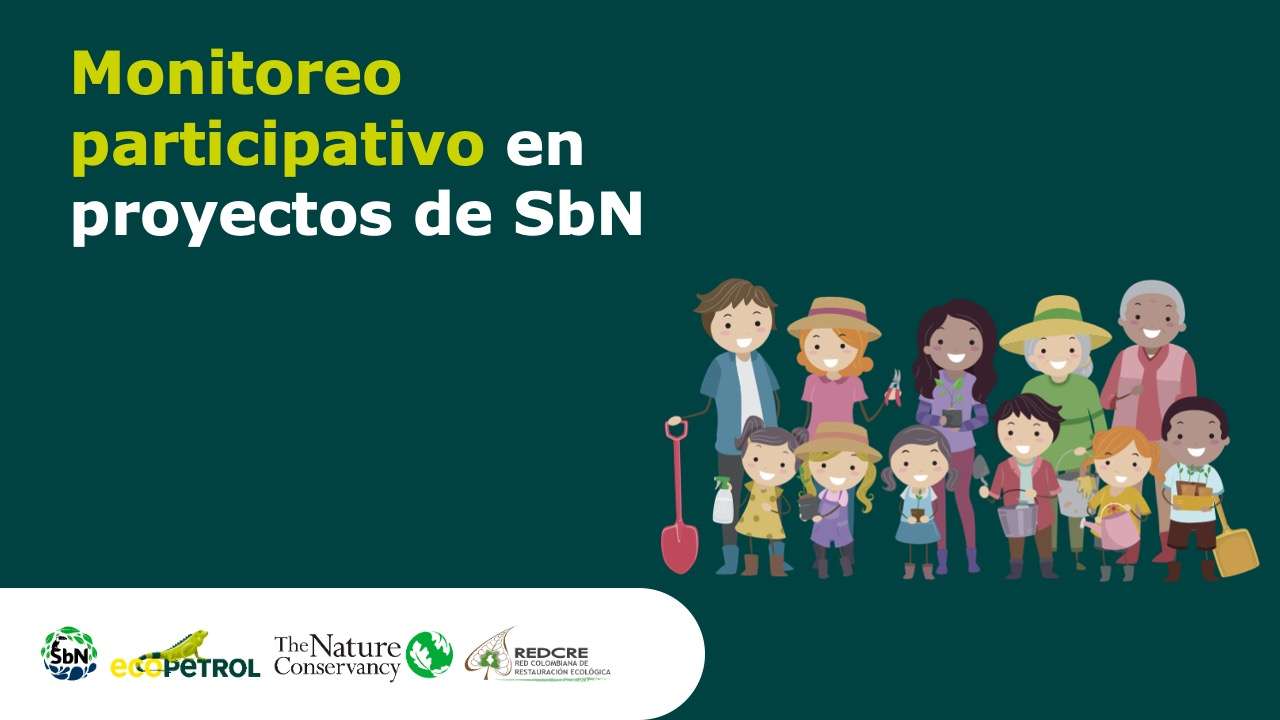 Monitoreo
participativo en
proyectos de SbN
SbN
ecopetrol
The Nature
Conservancy
REDCRE
RED COLOMBIANA DE
RESTAURACIÓN ECOLÓGICA